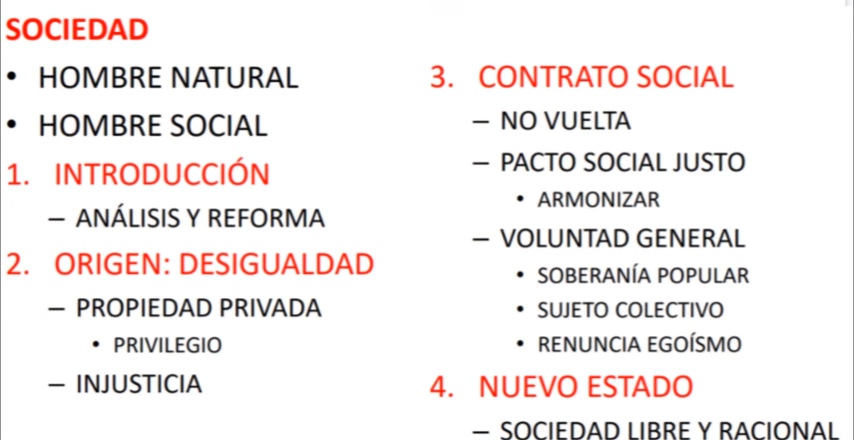 SOCIEDAD
• HOMBRE NATURAL
• HOMBRE SOCIAL
1. INTRODUCCIÓN
– ANÁLISIS Y REFORMA
2. ORIGEN: DESIGUALDAD
– PROPIEDAD PRIVADA
• PRIVILEGIO
– INJUSTICIA
3. CONTRATO SOCIAL
– NO VUELTA
– PACTO SOCIAL JUSTO
• ARMONIZAR
– VOLUNTAD GENERAL
• SOBERANÍA POPULAR
• SUJETO COLECTIVO
• RENUNCIA EGOÍSMO
4. NUEVO ESTADO
– SOCIEDAD LIBRE Y RACIONAL